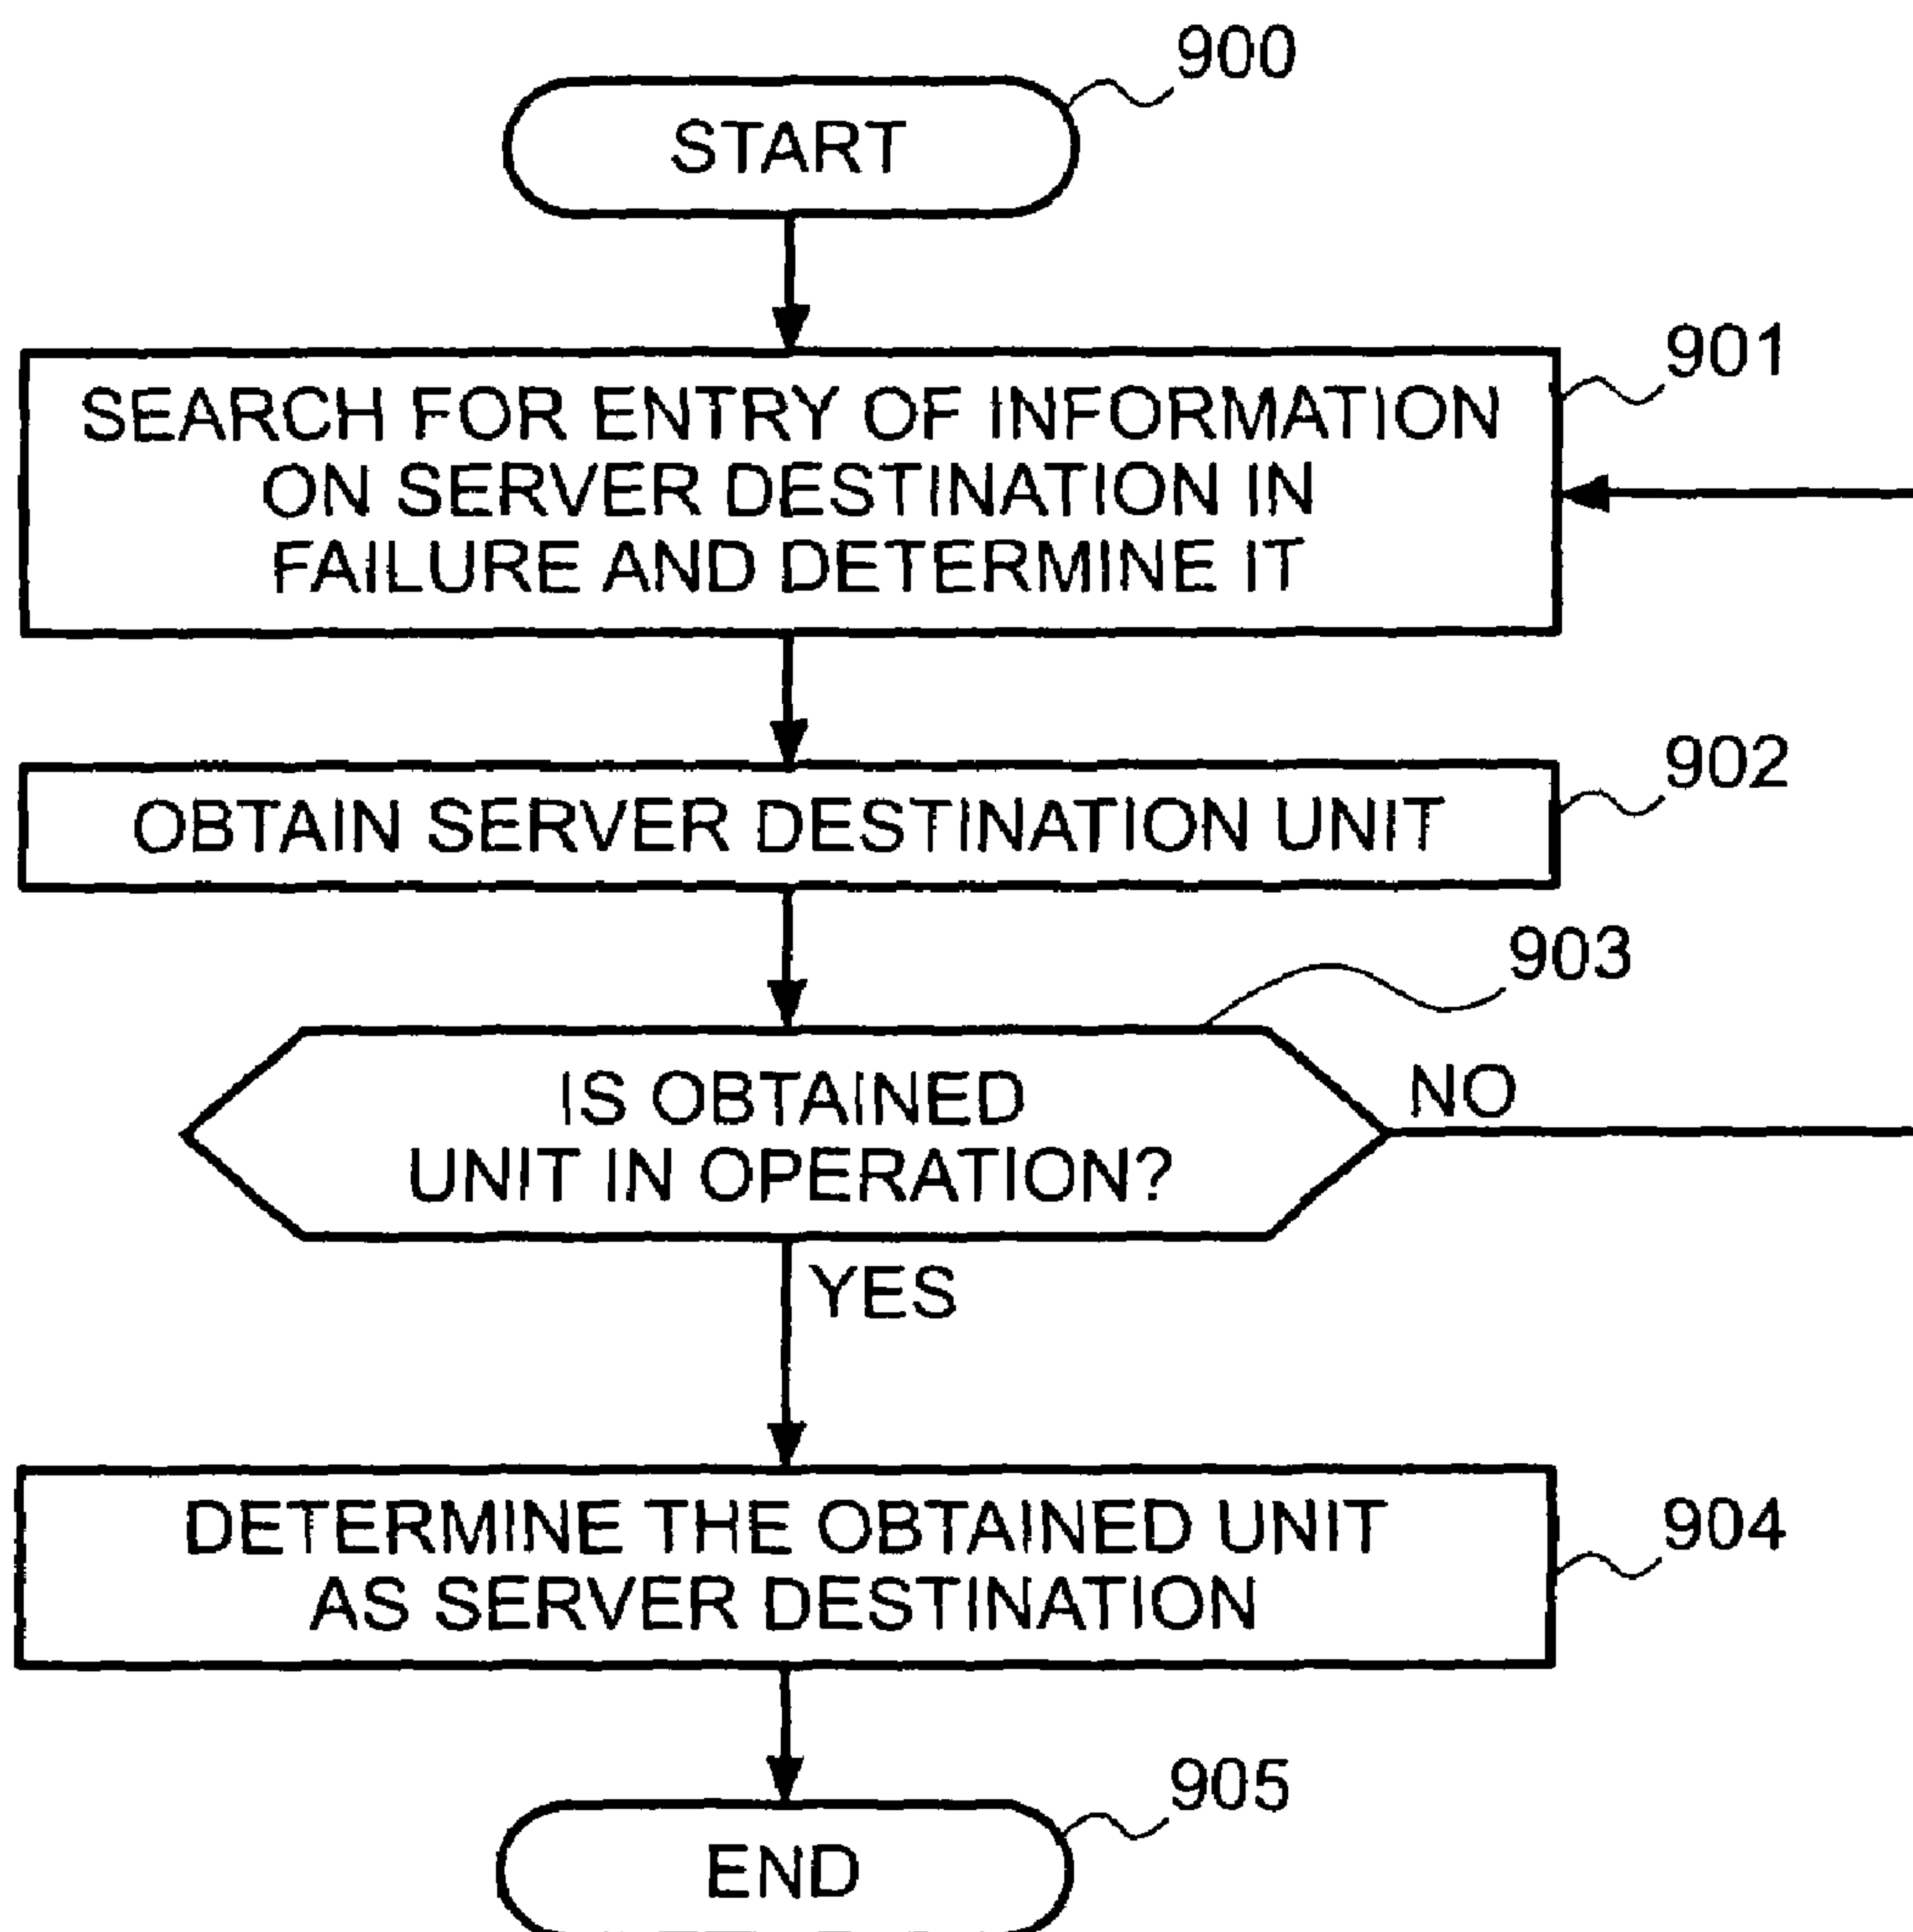 900
START
901
SEARCH FOR ENTRY OF INFORMATION
ON SERVER DESTINATION IN
FAILURE AND DETERMINE IT
902
OBTAIN SERVER DESTINATION UNIT
903
IS OBTAINED
UNIT IN OPERATION?
NO
YES
DETERMINE THE OBTAINED UNIT
AS SERVER DESTINATION
904
905
END